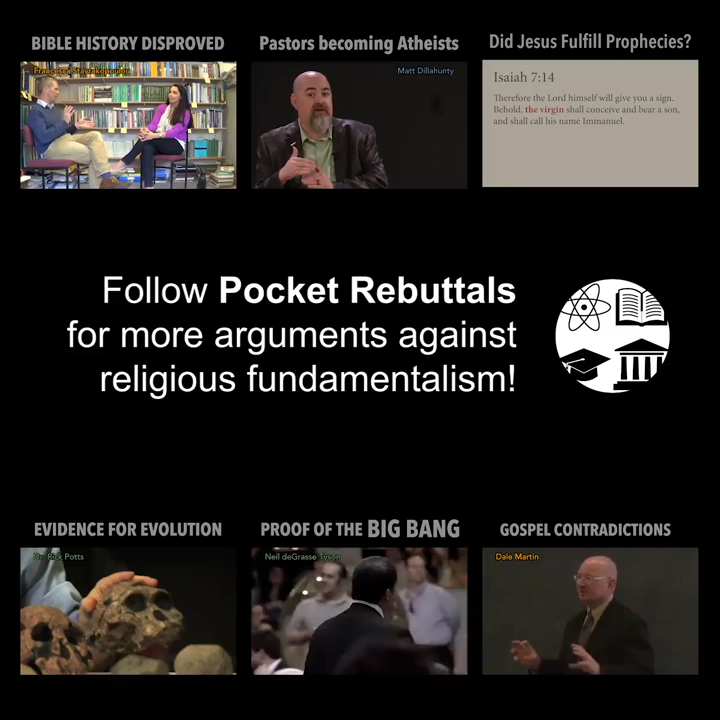 BIBLE HISTORY DISPROVED
Pastors becoming Atheists
Did Jesus Fulfill Prophecies?
Francesca Stavrakopoulou
Matt Dillahunty
Isaiah 7:14
Therefore the Lord himself will give you a sign.
Behold, the virgin shall conceive and bear a son,
and shall call his name Immanuel.
Follow Pocket Rebuttals
for more arguments against
religious fundamentalism!
EVIDENCE FOR EVOLUTION
PROOF OF THE BIG BANG
GOSPEL CONTRADICTIONS
Dr. Rick Potts
Neil deGrasse Tyson
Dale Martin